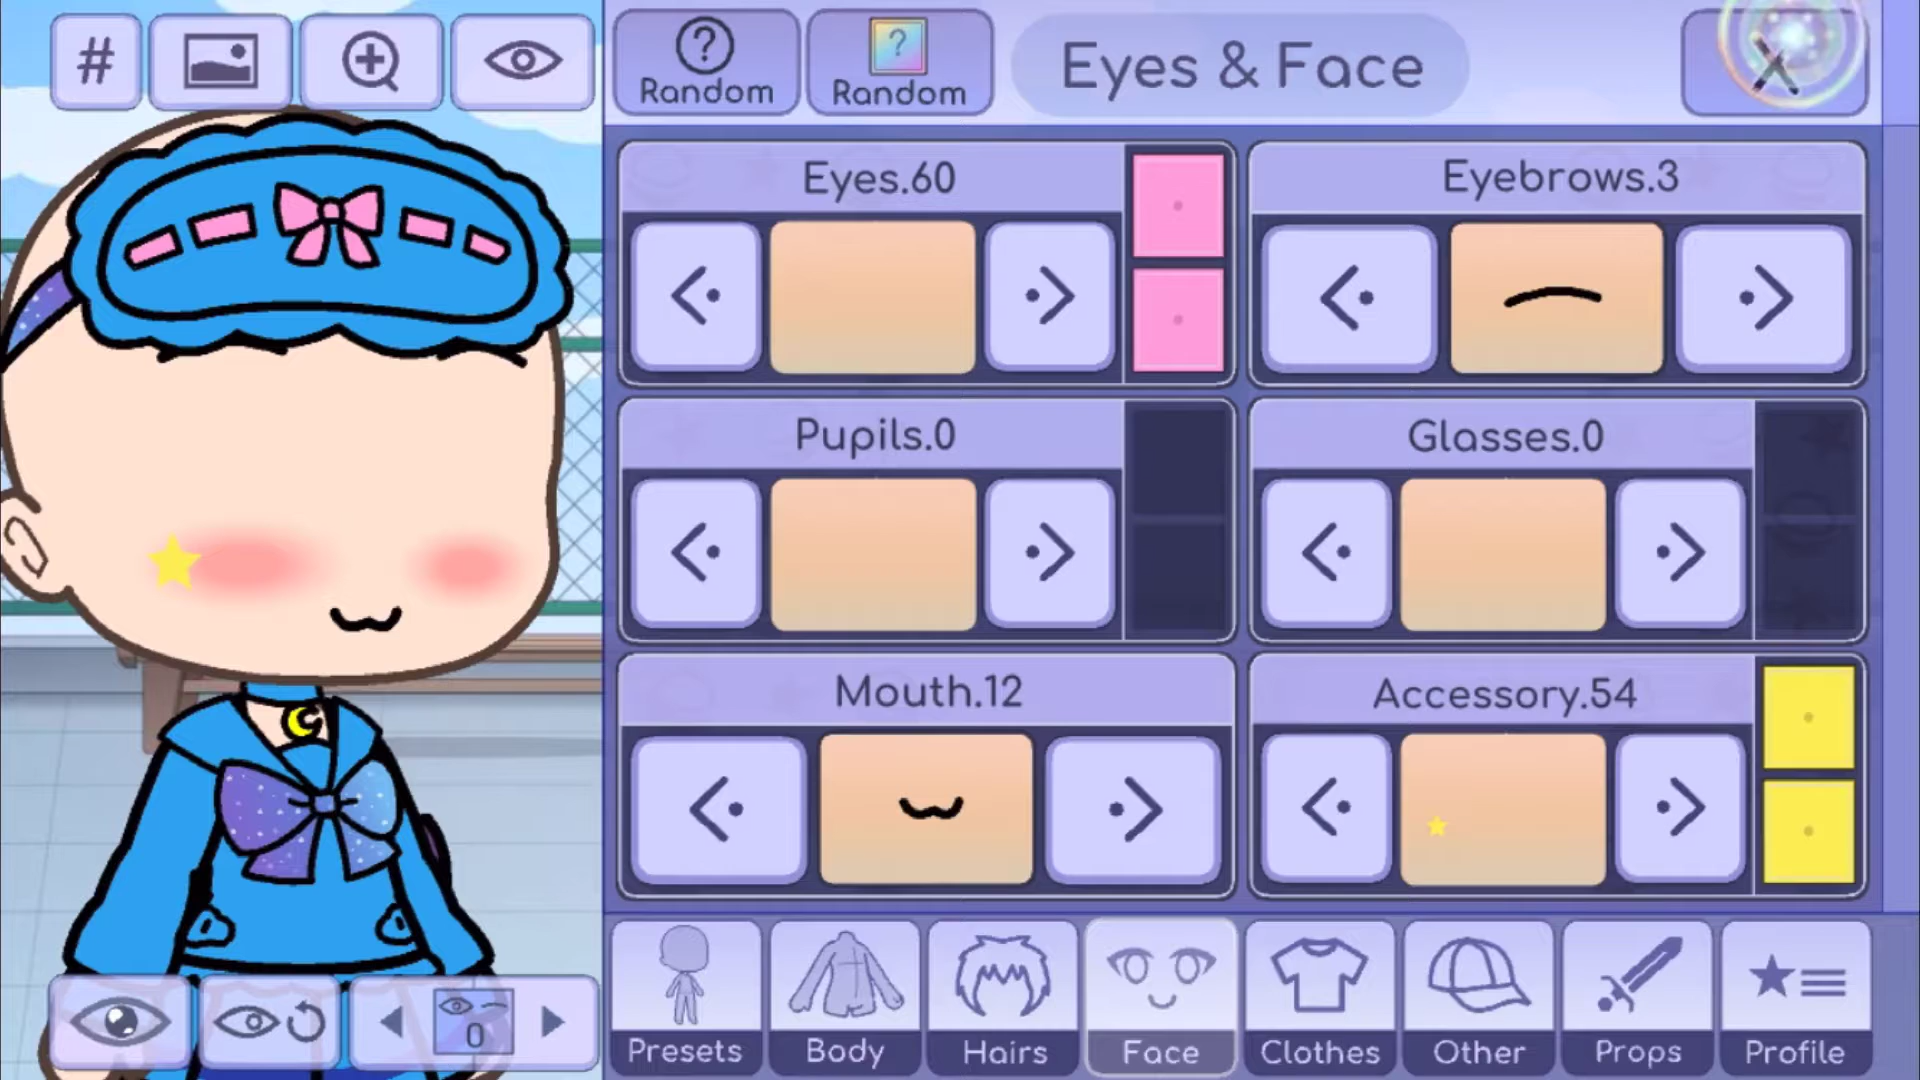 #
? Random
? Random
Eyes & Face
X
Eyes.60
Eyebrows.3
Pupils.0
Glasses.0
Mouth.12
Accessory.54
0
Presets
Body
Hairs
Face
Clothes
Other
Props
Profile